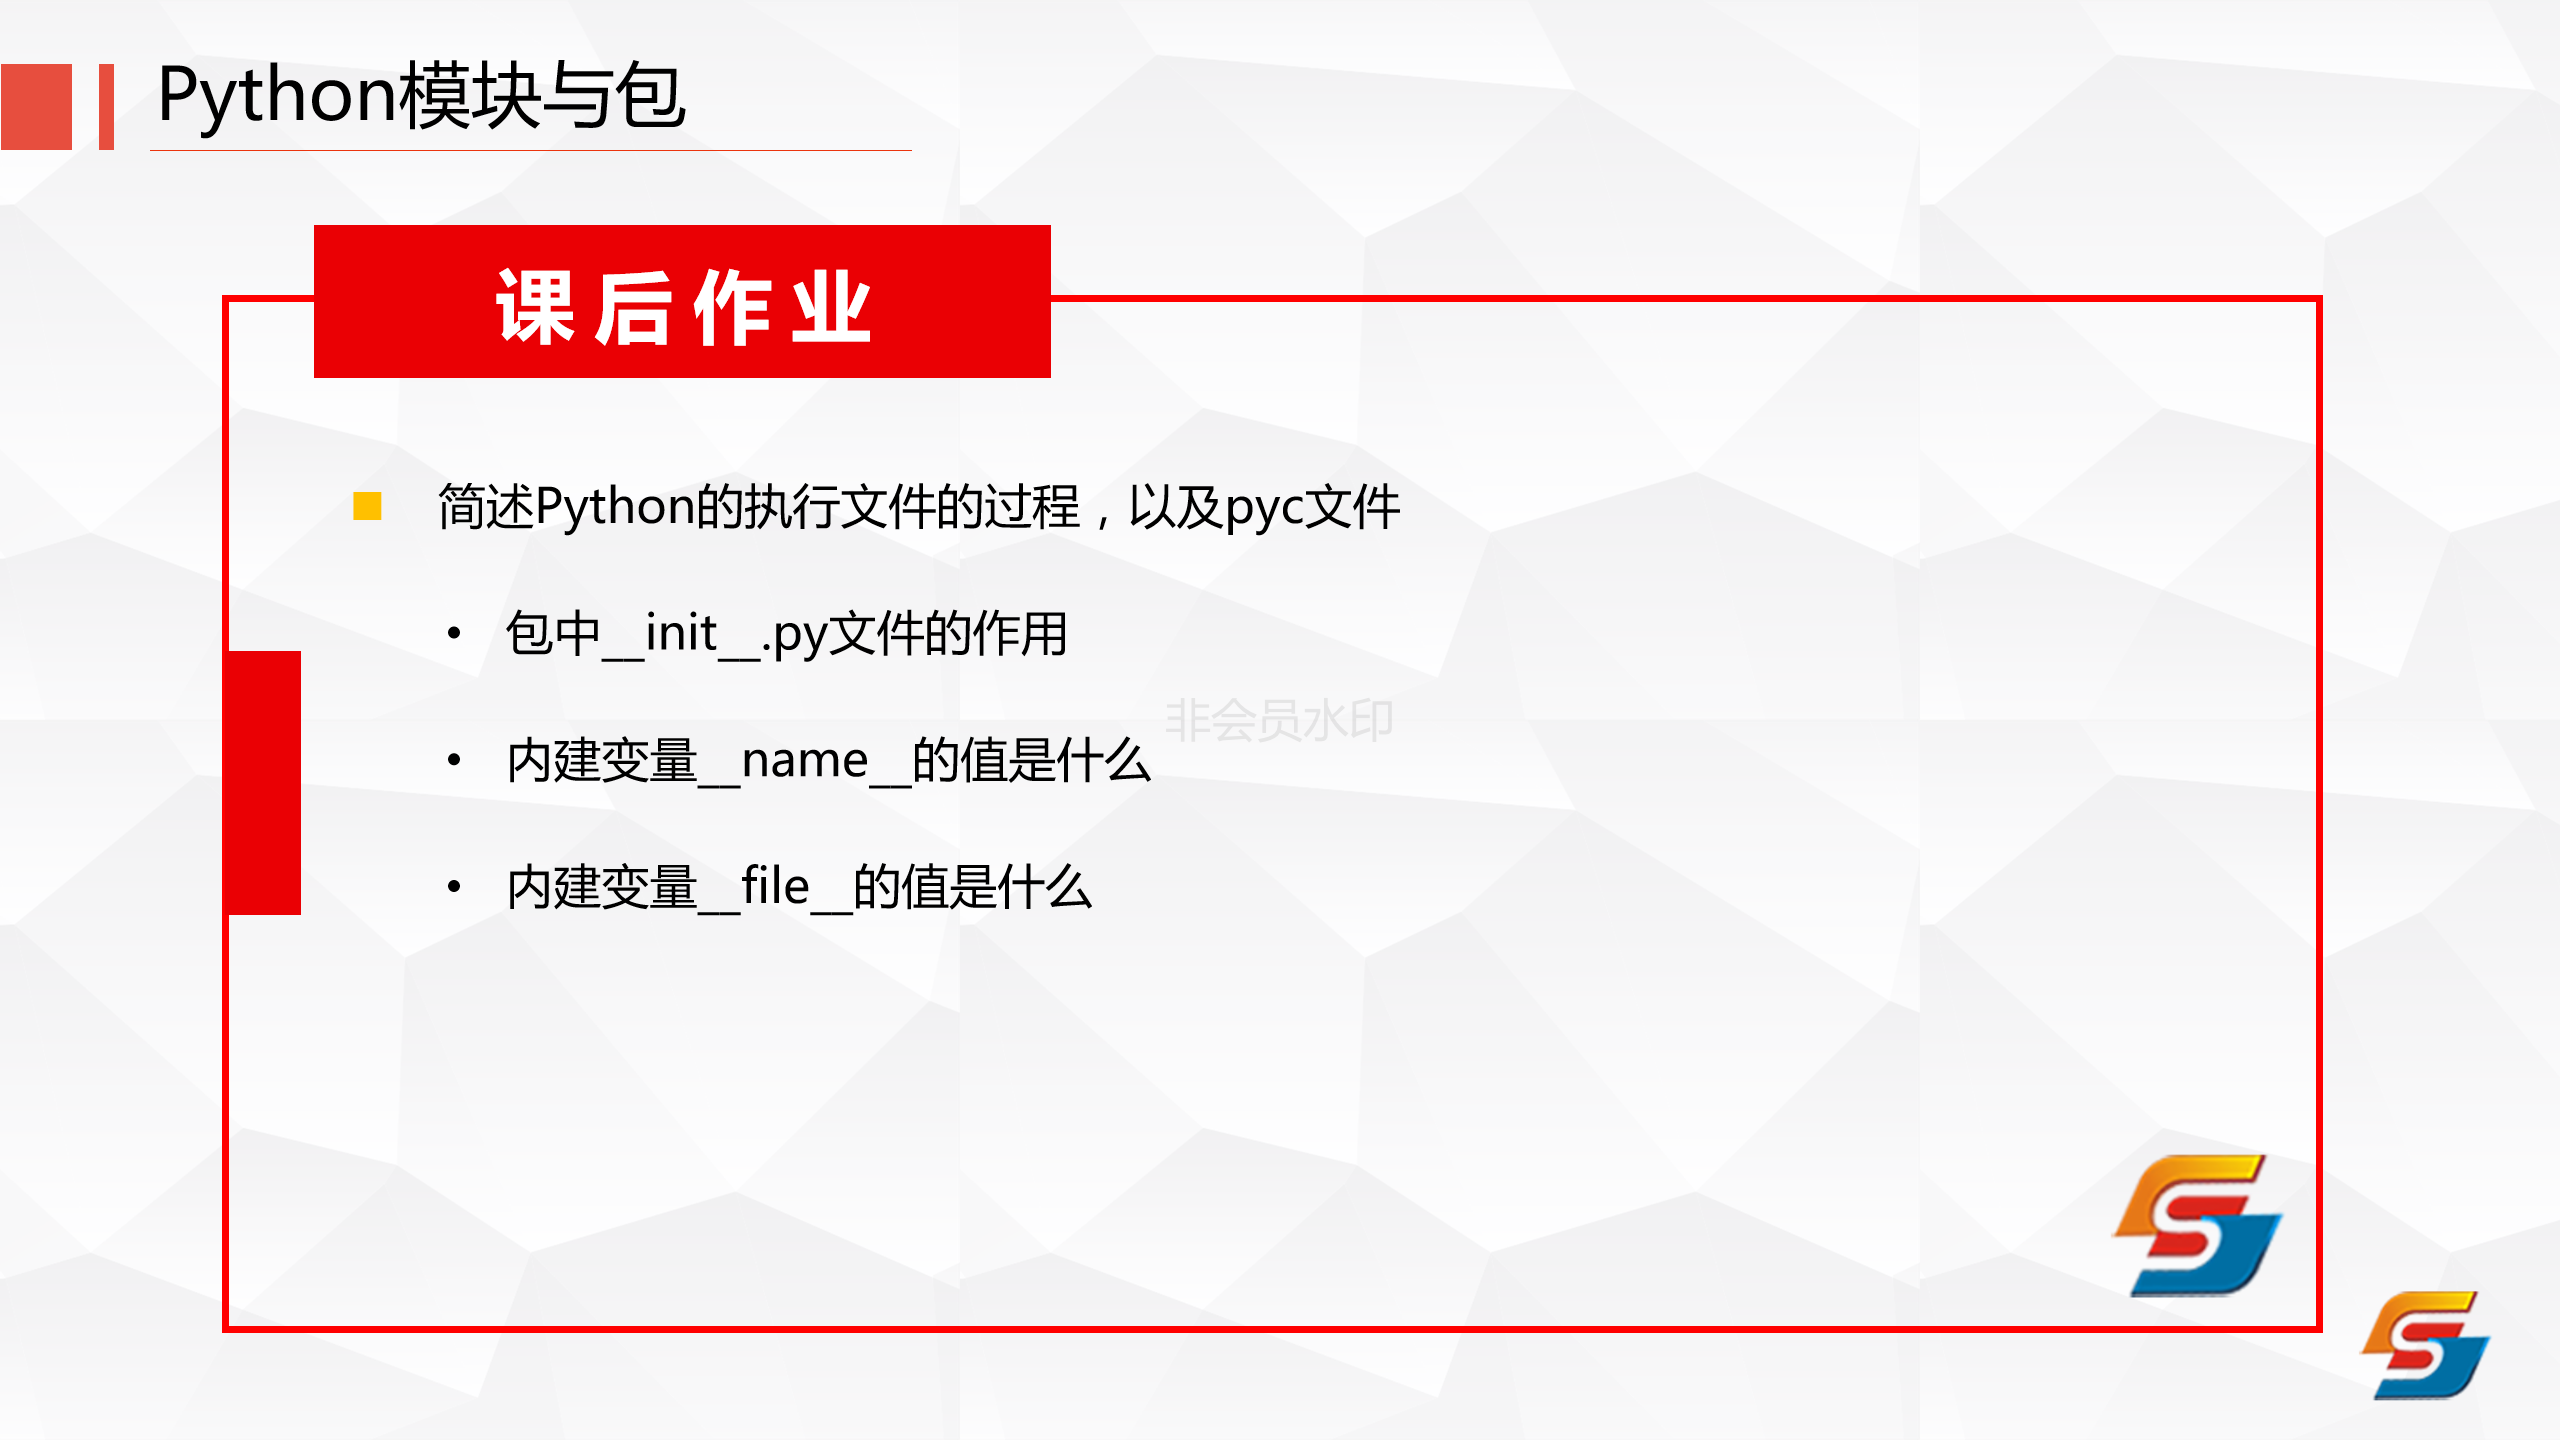 Python模块与包
课后作业
简述Python的执行文件的过程，以及pyc文件
• 包中__init__.py文件的作用
非会员水印
• 内建变量__name__的值是什么
• 内建变量__file__的值是什么